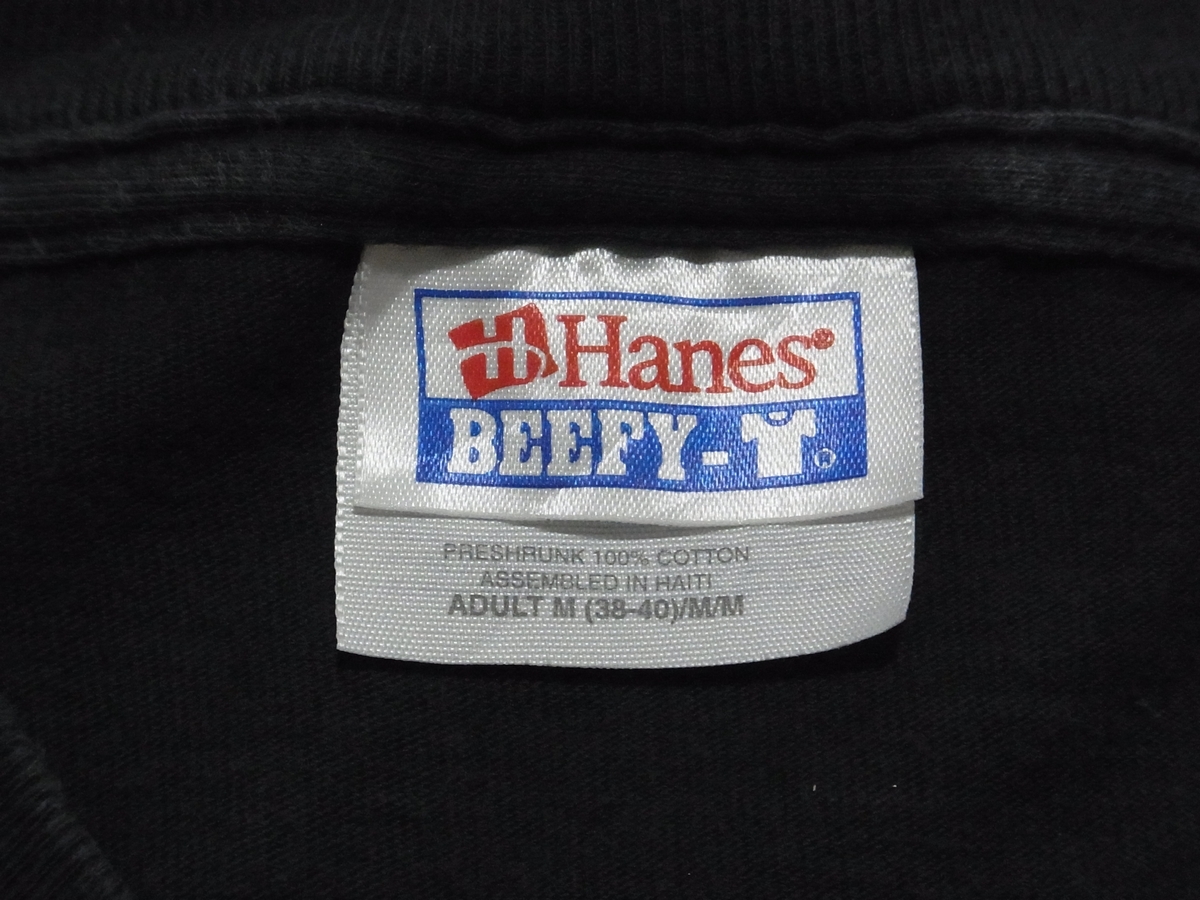 Hanes®
BEEFY-T®
PRESHRUNK 100% COTTON
ASSEMBLED IN HAITI
ADULT M (38-40)/M/M